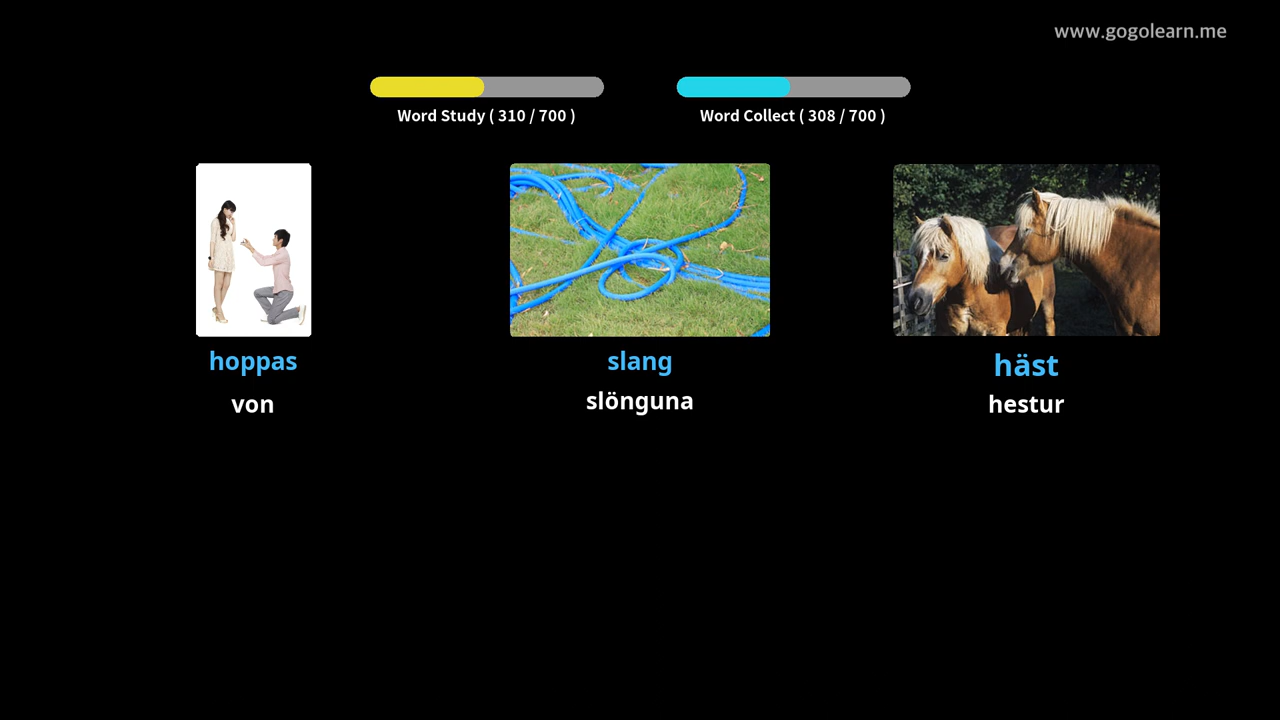 www.gogolearn.me
Word Study ( 310 / 700 )
Word Collect ( 308 / 700 )
hoppas
von
slang
slönguna
häst
hestur